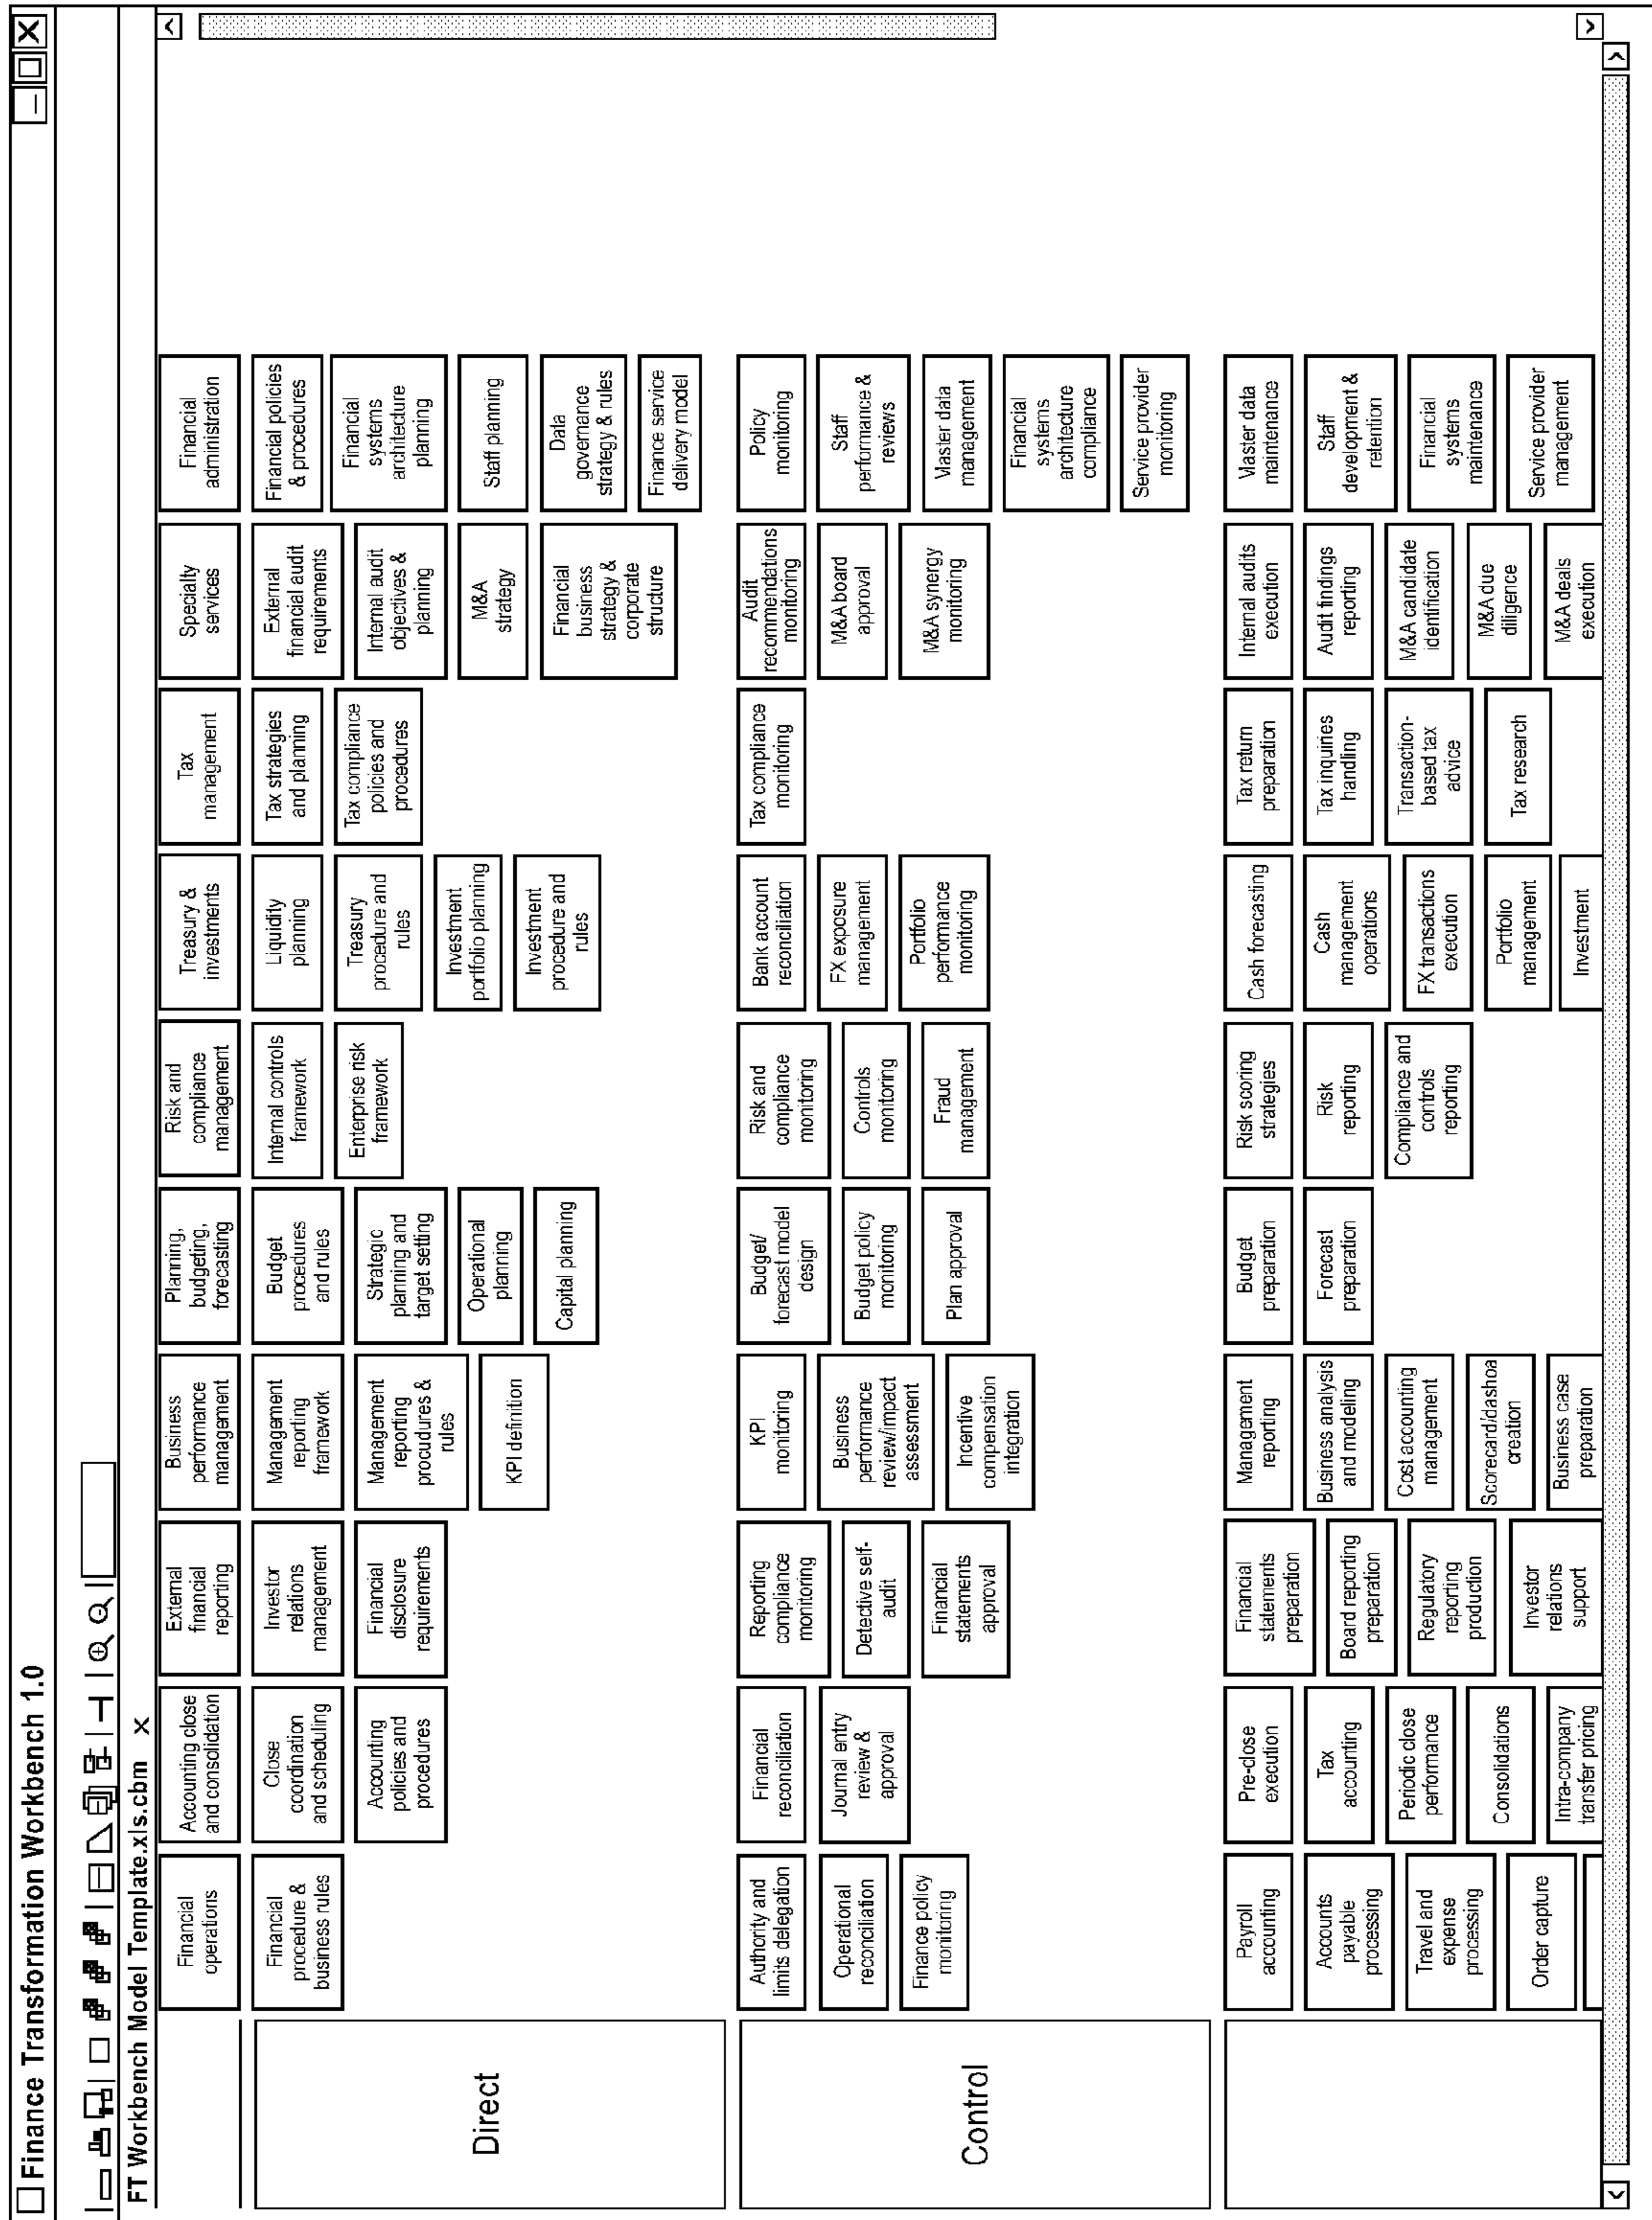 Finance Transformation Workbench 1.0
FT Workbench Model Template.xls.cbm X
Financial
operations
Accounting close
and consolidation
External
financial
reporting
Business
performance
management
Planning,
budgeting,
forecasting
Risk and
compliance
management
Treasury &
investments
Tax
management
Specialty
services
Financial
administration
Direct
Financial
procedure &
business rules
Close
coordination
and scheduling
Accounting
policies and
procedures
Investor
relations
management
Financial
disclosure
requirements
Management
reporting
framework
Management
reporting
procudures &
rules
KPI definition
Budget
procedures
and rules
Strategic
planning and
target setting
Operational
planning
Capital planning
Internal controls
framework
Enterprise risk
framework
Liquidity
planning
Treasury
procedure and
rules
Investment
portfolio planning
Investment
procedure and
rules
Tax strategies
and planning
Tax compliance
policies and
procedures
External
financial audit
requirements
Internal audit
objectives &
planning
M&A
strategy
Financial
business
strategy &
corporate
structure
Financial policies
& procedures
Financial
systems
architecture
planning
Staff planning
Data
governance
strategy & rules
Finance service
delivery model
Control
Authority and
limits delegation
Operational
reconciliation
Finance policy
monitoring
Financial
reconciliation
Journal entry
review &
approval
Reporting
compliance
monitoring
Detective self-
audit
Financial
statements
approval
KPI
monitoring
Business
performance
review/impact
assessment
Incentive
compensation
integration
Budget/
forecast model
design
Budget policy
monitoring
Plan approval
Risk and
compliance
monitoring
Controls
monitoring
Fraud
management
Bank account
reconciliation
FX exposure
management
Portfolio
performance
monitoring
Tax compliance
monitoring
Audit
recommendations
monitoring
M&A board
approval
M&A synergy
monitoring
Policy
monitoring
Staff
performance &
reviews
Master data
management
Financial
systems
architecture
compliance
Service provider
monitoring
Payroll
accounting
Accounts
payable
processing
Travel and
expense
processing
Order capture
Pre-close
execution
Tax
accounting
Periodic close
performance
Consolidations
Intra-company
transfer pricing
Financial
statements
preparation
Board reporting
preparation
Regulatory
reporting
production
Investor
relations
support
Management
reporting
Business analysis
and modeling
Cost accounting
management
Scorecard/dashoa
creation
Business case
preparation
Budget
preparation
Forecast
preparation
Risk scoring
strategies
Risk
reporting
Compliance and
controls
reporting
Cash forecasting
Cash
management
operations
FX transactions
execution
Portfolio
management
Investment
Tax return
preparation
Tax inquiries
handling
Transaction-
based tax
advice
Tax research
Internal audits
execution
Audit findings
reporting
M&A candidate
identification
M&A due
diligence
M&A deals
execution
Master data
maintenance
Staff
development &
retention
Financial
systems
maintenance
Service provider
management